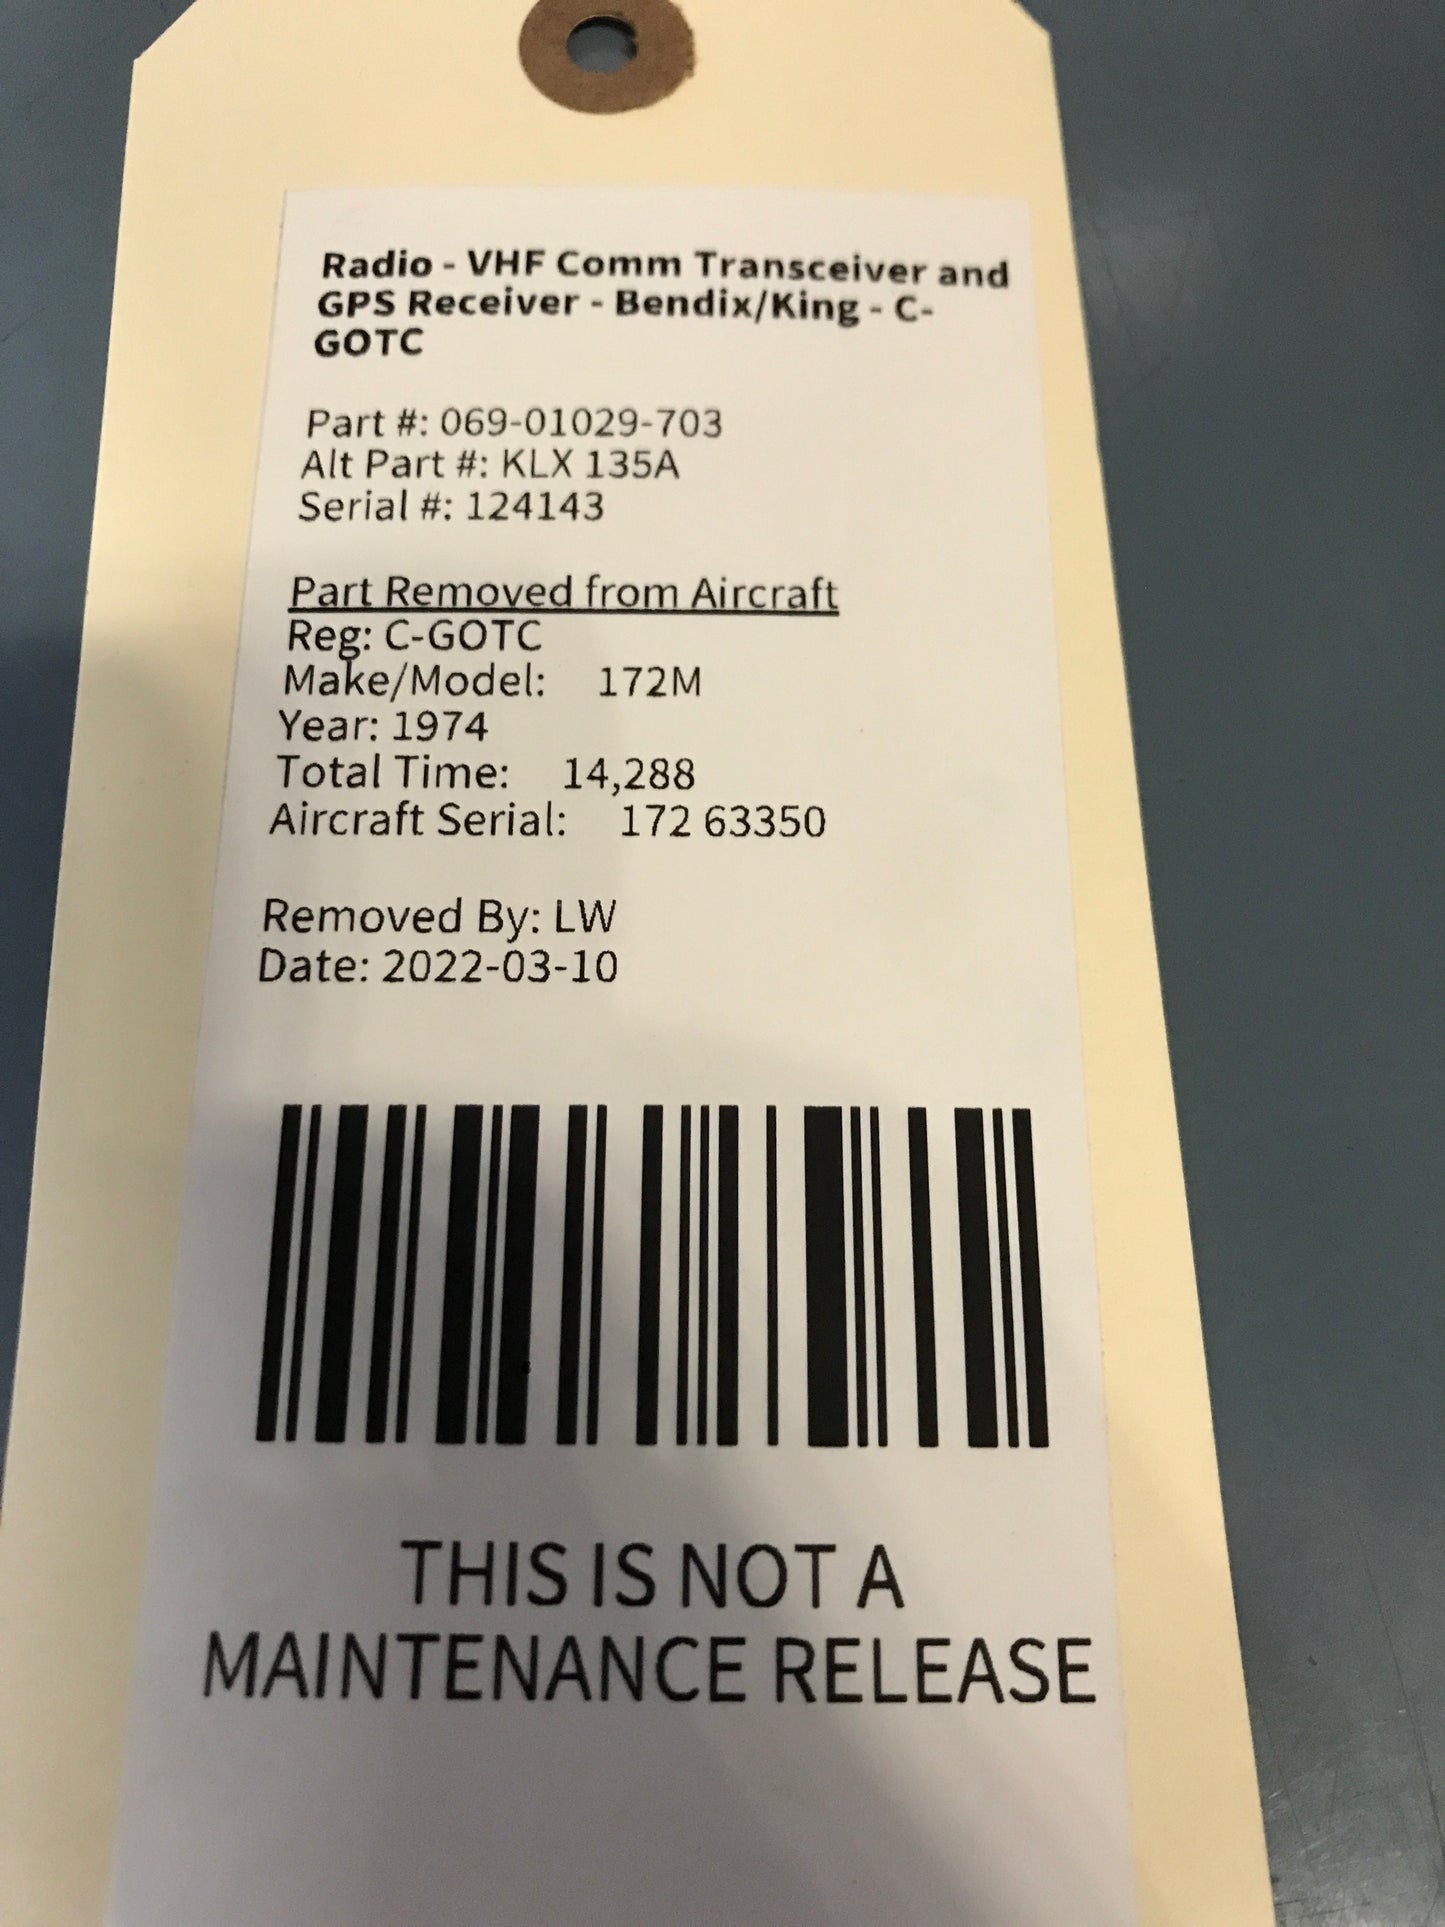 Radio - VHF Comm Transceiver and
GPS Receiver - Bendix/King - C-
GOTC
Part #: 069-01029-703
Alt Part #: KLX 135A
Serial #: 124143
Part Removed from Aircraft
Reg: C-GOTC
Make/Model: 172M
Year: 1974
Total Time: 14,288
Aircraft Serial: 172 63350
Removed By: LW
Date: 2022-03-10
THIS IS NOT A
MAINTENANCE RELEASE